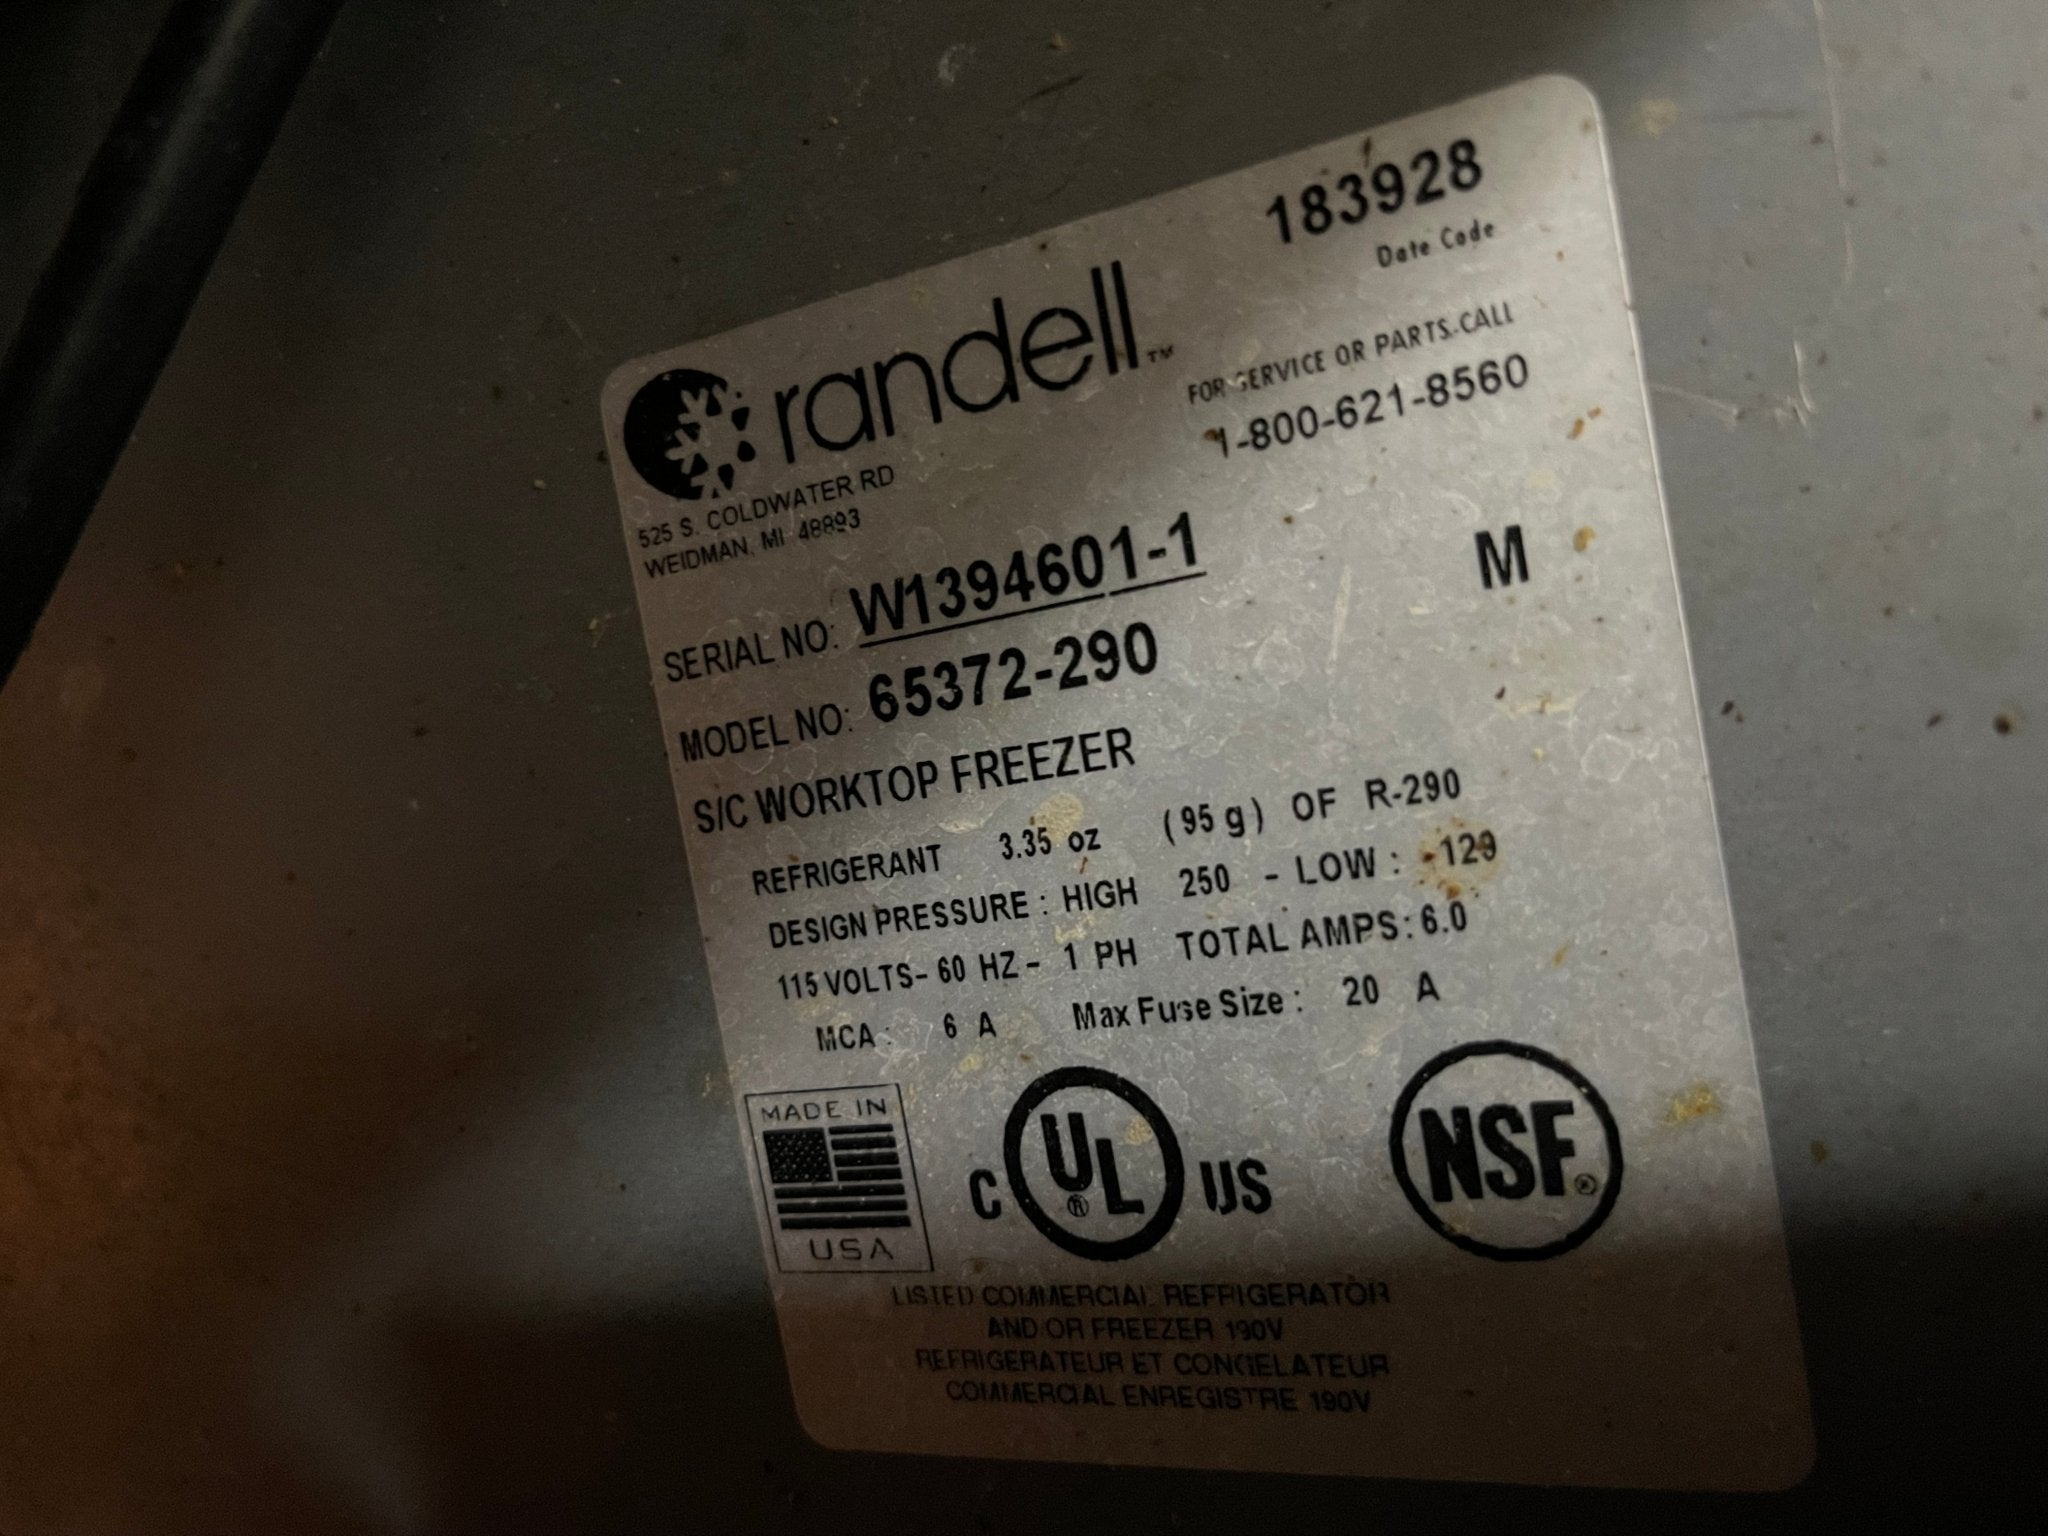 183928
Date Code
randell™
FOR SERVICE OR PARTS CALL
1-800-621-8560
525 S. COLDWATER RD
WEIDMAN, MI 48893
SERIAL NO: W1394601-1
M
MODEL NO: 65372-290
S/C WORKTOP FREEZER
REFRIGERANT 3.35 oz (95 g) OF R-290
DESIGN PRESSURE : HIGH 250 - LOW : 129
115 VOLTS- 60 HZ - 1 PH TOTAL AMPS: 6.0
MCA : 6 A Max Fuse Size : 20 A
MADE IN
USA
C UL® US
NSF®
LISTED COMMERCIAL REFRIGERATOR
AND/OR FREEZER 190V
REFRIGERATEUR ET CONGELATEUR
COMMERCIAL ENREGISTRE 190V